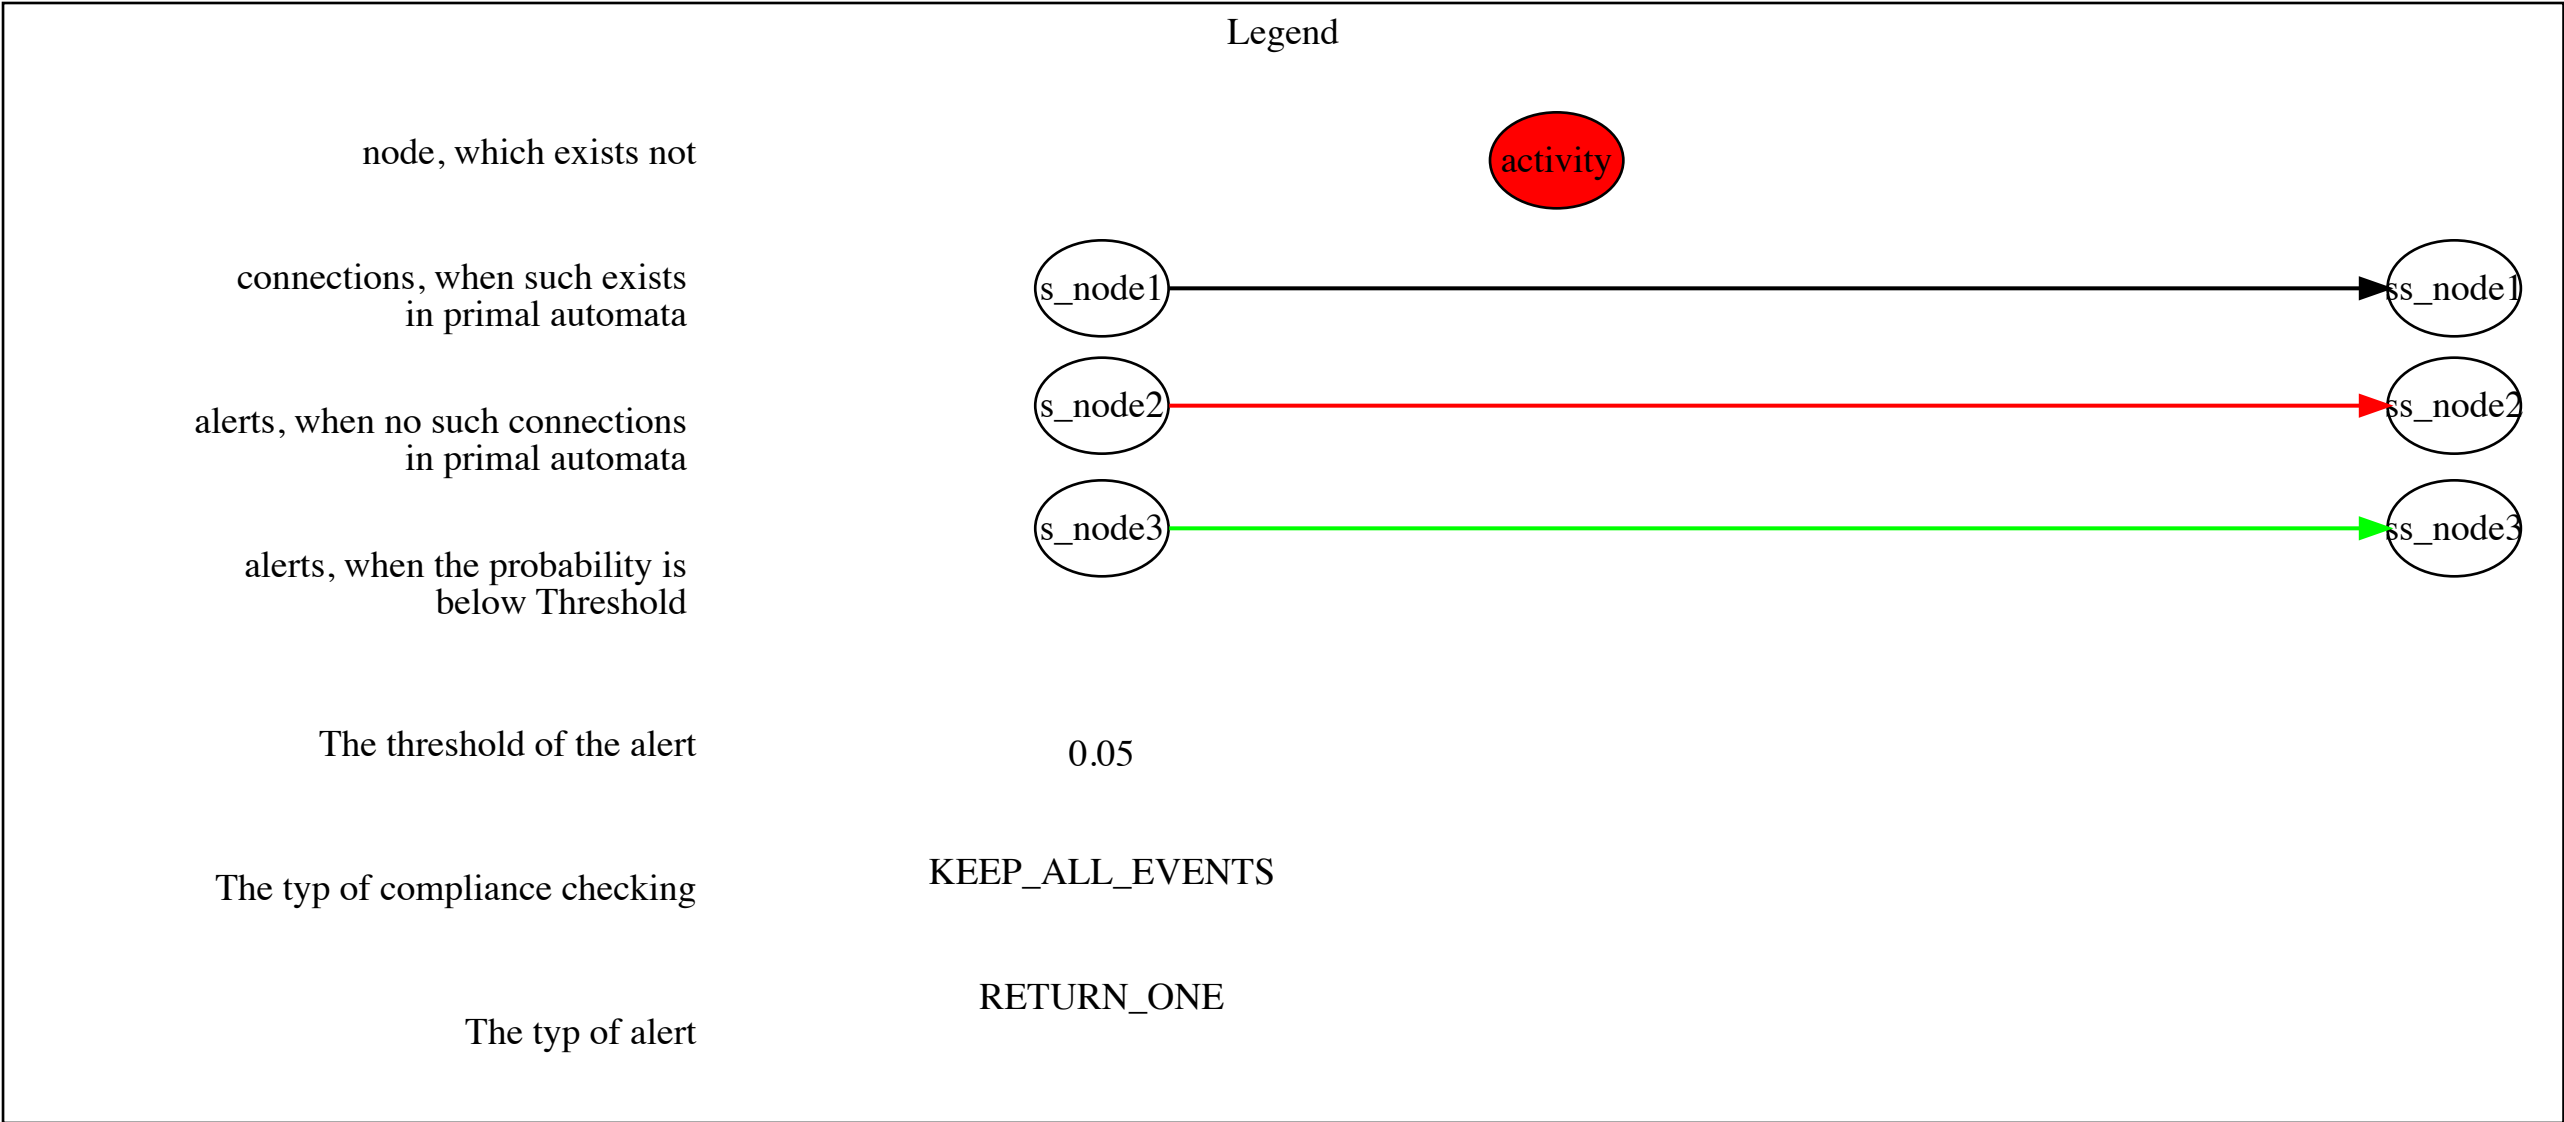 Legend
node, which exists not
activity
connections, when such exists
in primal automata
s_node1
ss_node1
alerts, when no such connections
in primal automata
s_node2
ss_node2
alerts, when the probability is
below Threshold
s_node3
ss_node3
The threshold of the alert
0.05
The typ of compliance checking
KEEP_ALL_EVENTS
The typ of alert
RETURN_ONE